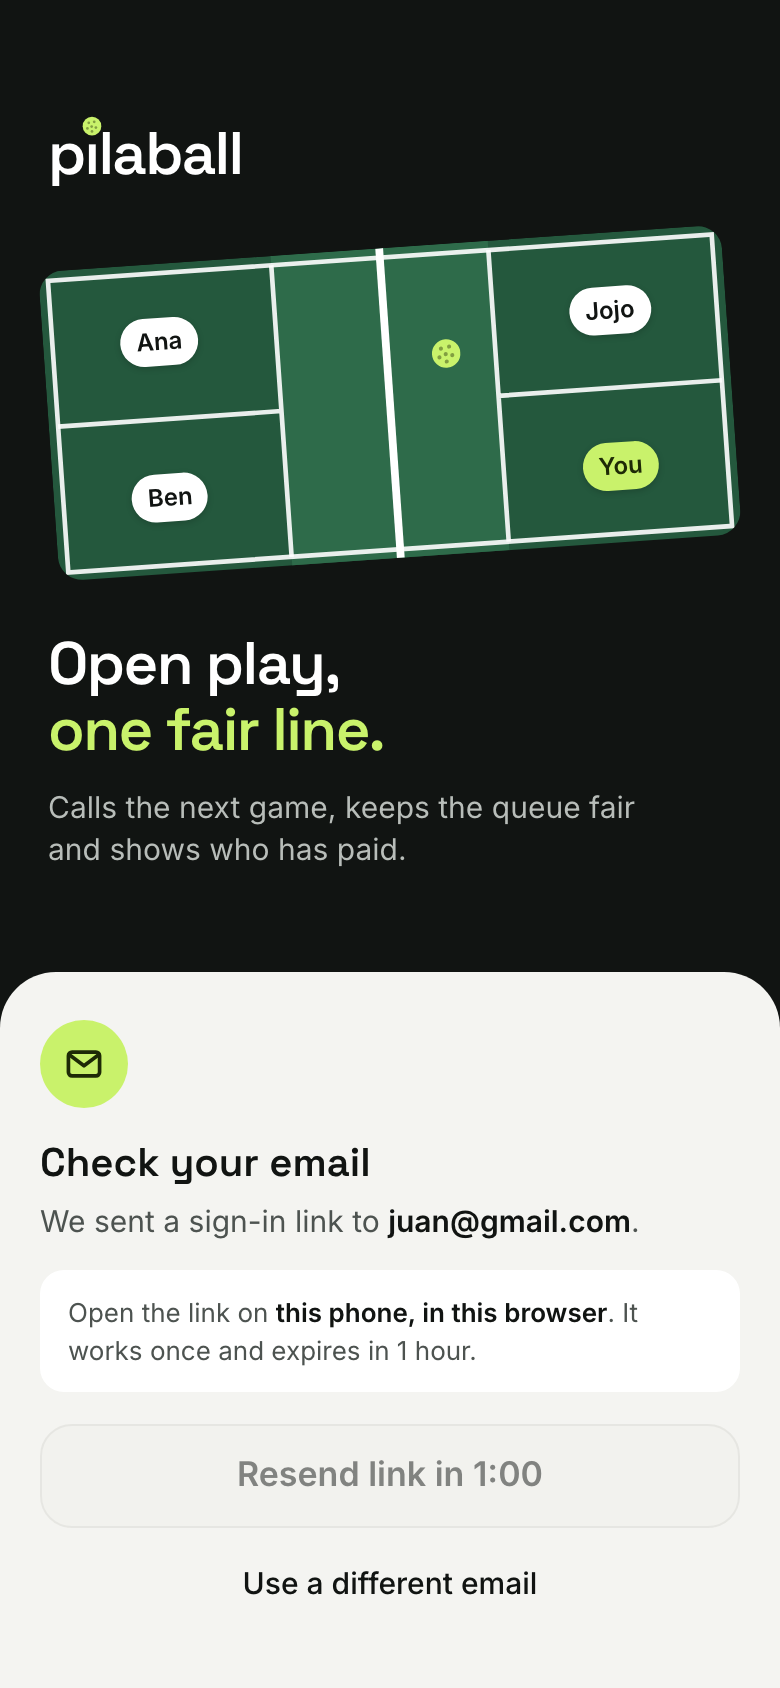 pilaball
Ana
Jojo
Ben
You
Open play,
one fair line.
Calls the next game, keeps the queue fair
and shows who has paid.
Check your email
We sent a sign-in link to juan@gmail.com.
Open the link on this phone, in this browser. It
works once and expires in 1 hour.
Resend link in 1:00
Use a different email